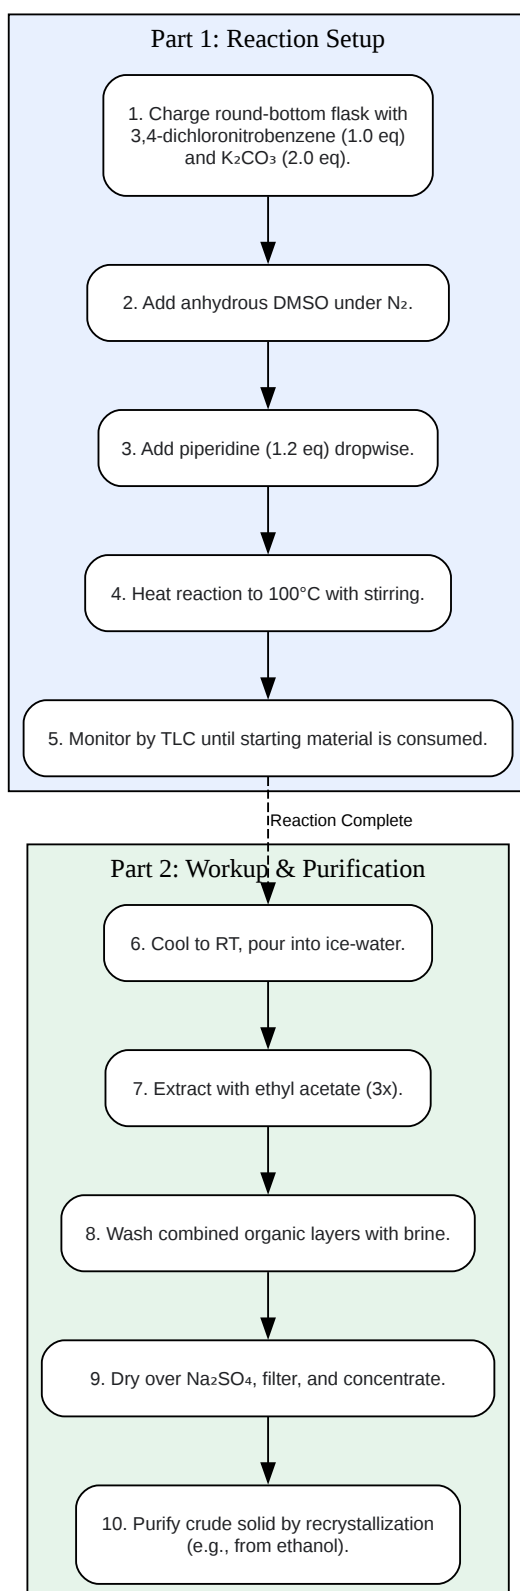 Part 1: Reaction Setup
1. Charge round-bottom flask with
3,4-dichloronitrobenzene (1.0 eq)
and K₂CO₃ (2.0 eq).
2. Add anhydrous DMSO under N₂.
3. Add piperidine (1.2 eq) dropwise.
4. Heat reaction to 100°C with stirring.
5. Monitor by TLC until starting material is consumed.
Reaction Complete
Part 2: Workup & Purification
6. Cool to RT, pour into ice-water.
7. Extract with ethyl acetate (3x).
8. Wash combined organic layers with brine.
9. Dry over Na₂SO₄, filter, and concentrate.
10. Purify crude solid by recrystallization
(e.g., from ethanol).